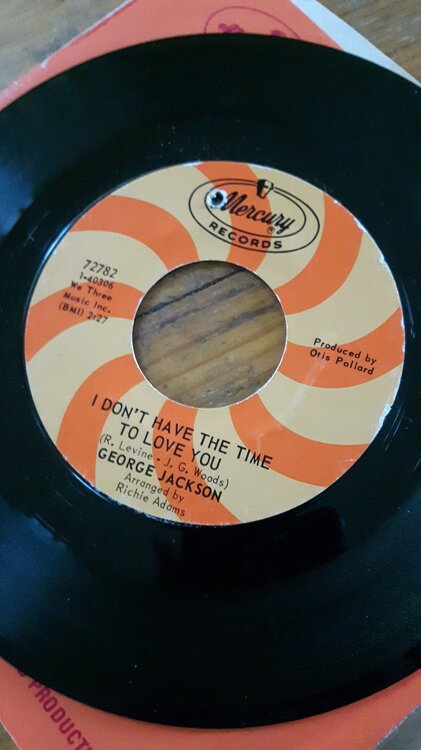 Mercury
RECORDS
72782
1-40306
We Three
Music Inc.
(BMI) 2:27
Produced by
Otis Pollard
I DON'T HAVE THE TIME
TO LOVE YOU
(R. Levine - J. G. Woods)
GEORGE JACKSON
Arranged by
Richie Adams